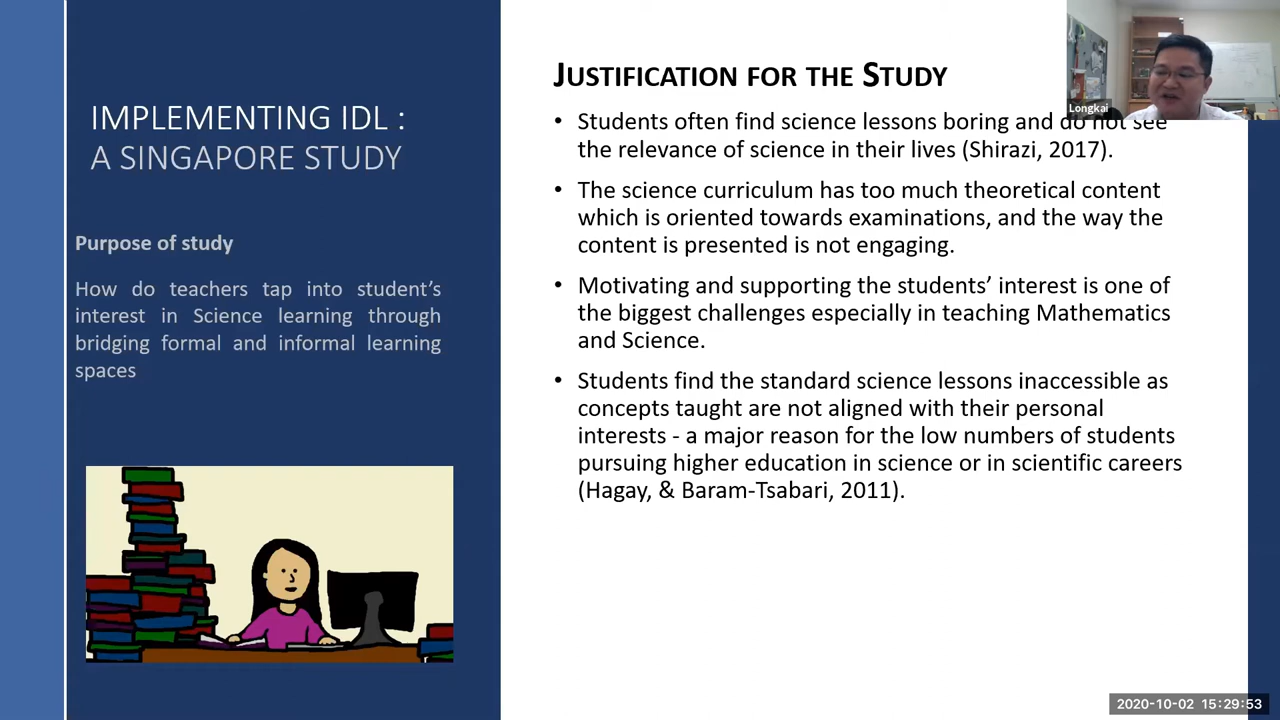 IMPLEMENTING IDL :
A SINGAPORE STUDY
Purpose of study
How do teachers tap into student’s
interest in Science learning through
bridging formal and informal learning
spaces
JUSTIFICATION FOR THE STUDY
• Students often find science lessons boring and do not see
the relevance of science in their lives (Shirazi, 2017).
• The science curriculum has too much theoretical content
which is oriented towards examinations, and the way the
content is presented is not engaging.
• Motivating and supporting the students’ interest is one of
the biggest challenges especially in teaching Mathematics
and Science.
• Students find the standard science lessons inaccessible as
concepts taught are not aligned with their personal
interests - a major reason for the low numbers of students
pursuing higher education in science or in scientific careers
(Hagay, & Baram-Tsabari, 2011).
Longkai
2020-10-02 15:29:53